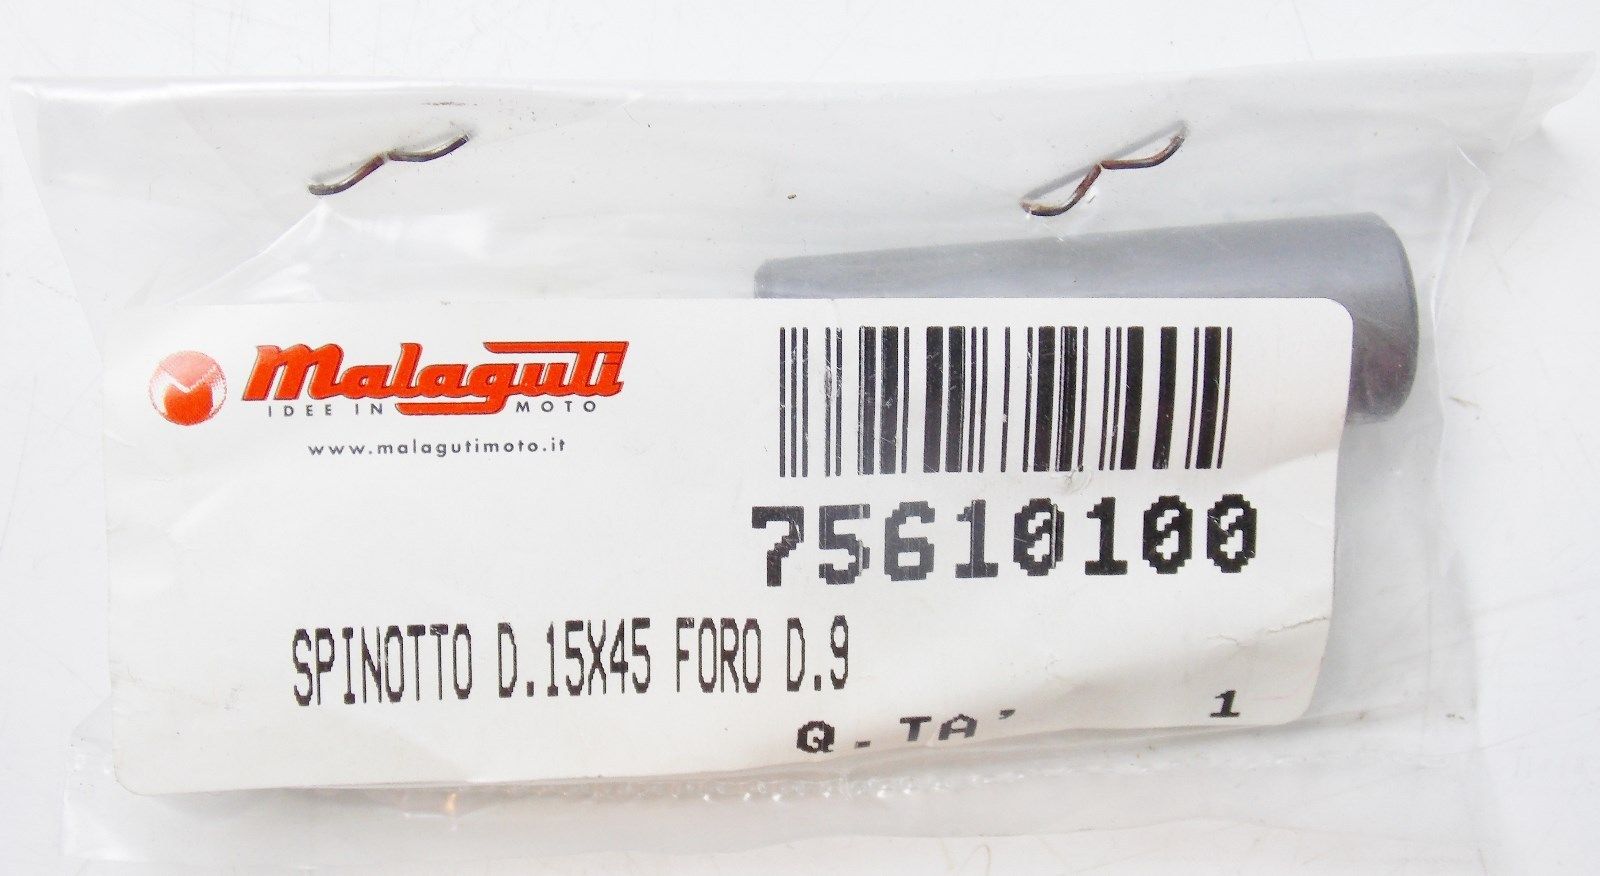 Malaguti
IDEE IN MOTO
www.malagutimoto.it
75610100
SPINOTTO D.15X45 FORO D.9
Q.TA' 1